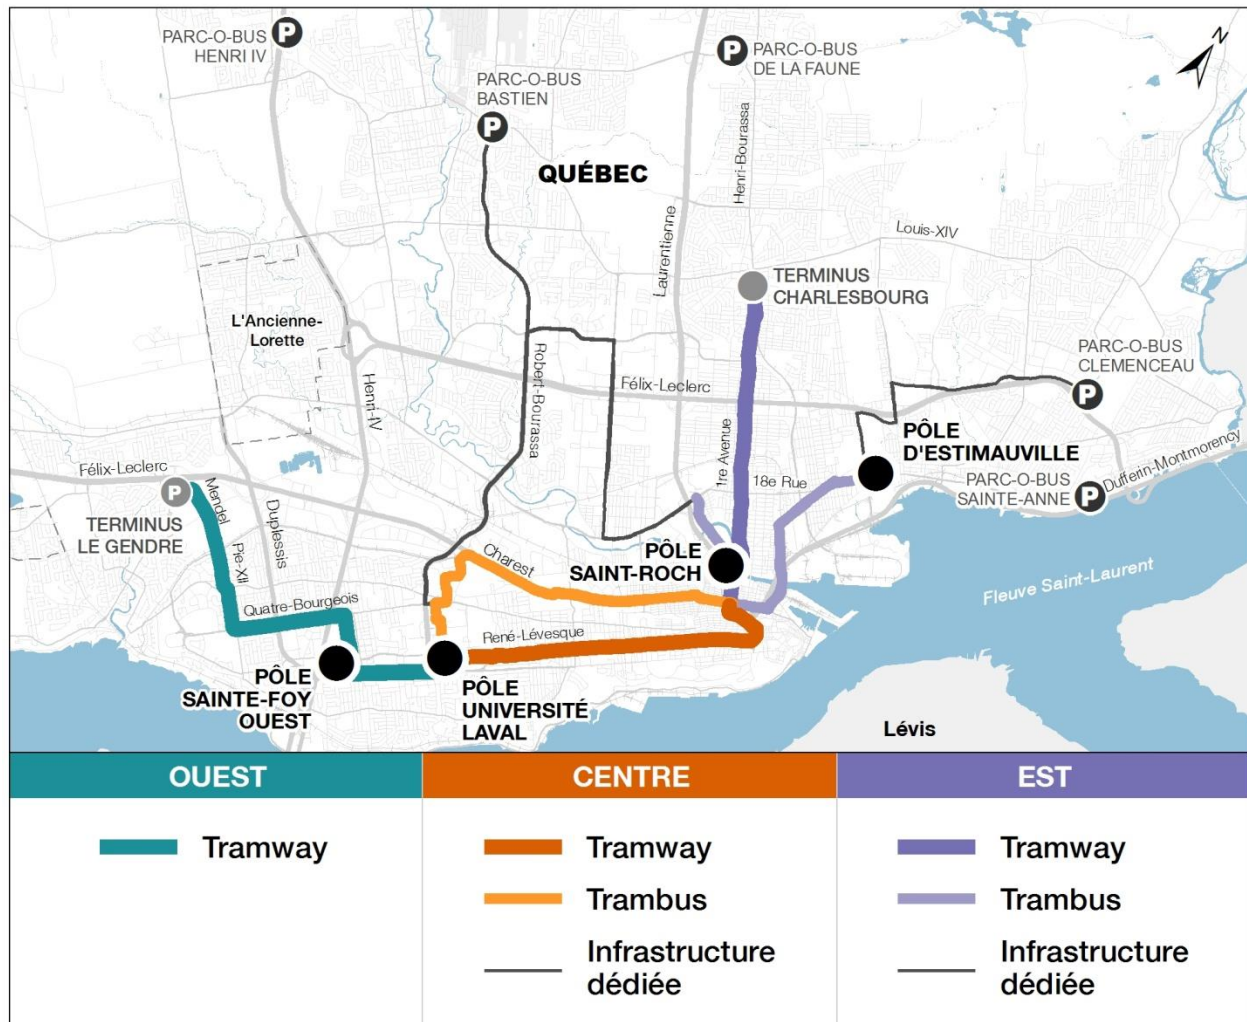 PARC-O-BUS
HENRI IV
P
P
PARC-O-BUS
DE LA FAUNE
N
PARC-O-BUS
BASTIEN
P
QUÉBEC
Henri-Bourassa
Laurentienne
Louis-XIV
TERMINUS
CHARLESBOURG
L'Ancienne-
Lorette
Henri-IV
Robert-Bourassa
Félix-Leclerc
PARC-O-BUS
CLEMENCEAU
P
1re Avenue
18e Rue
PÔLE
D'ESTIMAUVILLE
PARC-O-BUS
SAINTE-ANNE
P
Dufferin-Montmorency
Félix-Leclerc
P
TERMINUS
LE GENDRE
Mendel
Pie-XII
Duplessis
Quatre-Bourgeois
Charest
PÔLE
SAINT-ROCH
Fleuve Saint-Laurent
René-Lévesque
PÔLE
SAINTE-FOY
OUEST
PÔLE
UNIVERSITÉ
LAVAL
Lévis
OUEST
Tramway
CENTRE
Tramway
Trambus
Infrastructure
dédiée
EST
Tramway
Trambus
Infrastructure
dédiée